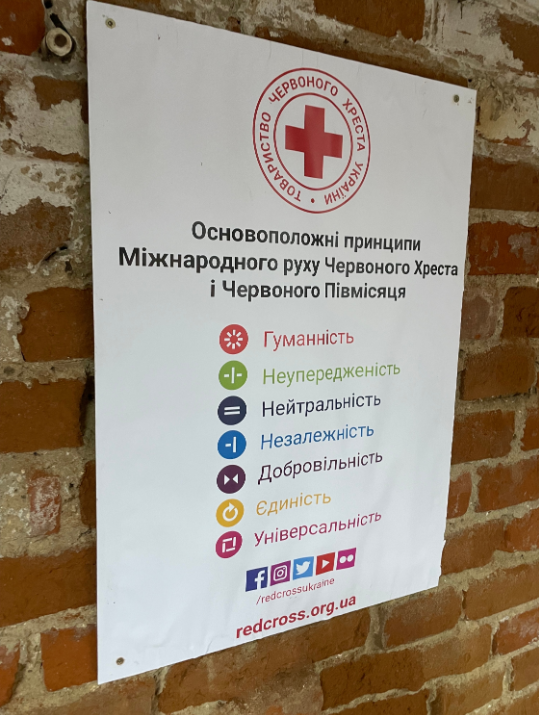 ТОВАРИСТВО ЧЕРВОНОГО ХРЕСТА УКРАЇНИ •
Основоположні принципи
Міжнародного руху Червоного Хреста
і Червоного Півмісяця
Гуманність
Неупередженість
Нейтральність
Незалежність
Добровільність
Єдиність
Універсальність
/redcrossukraine
redcross.org.ua